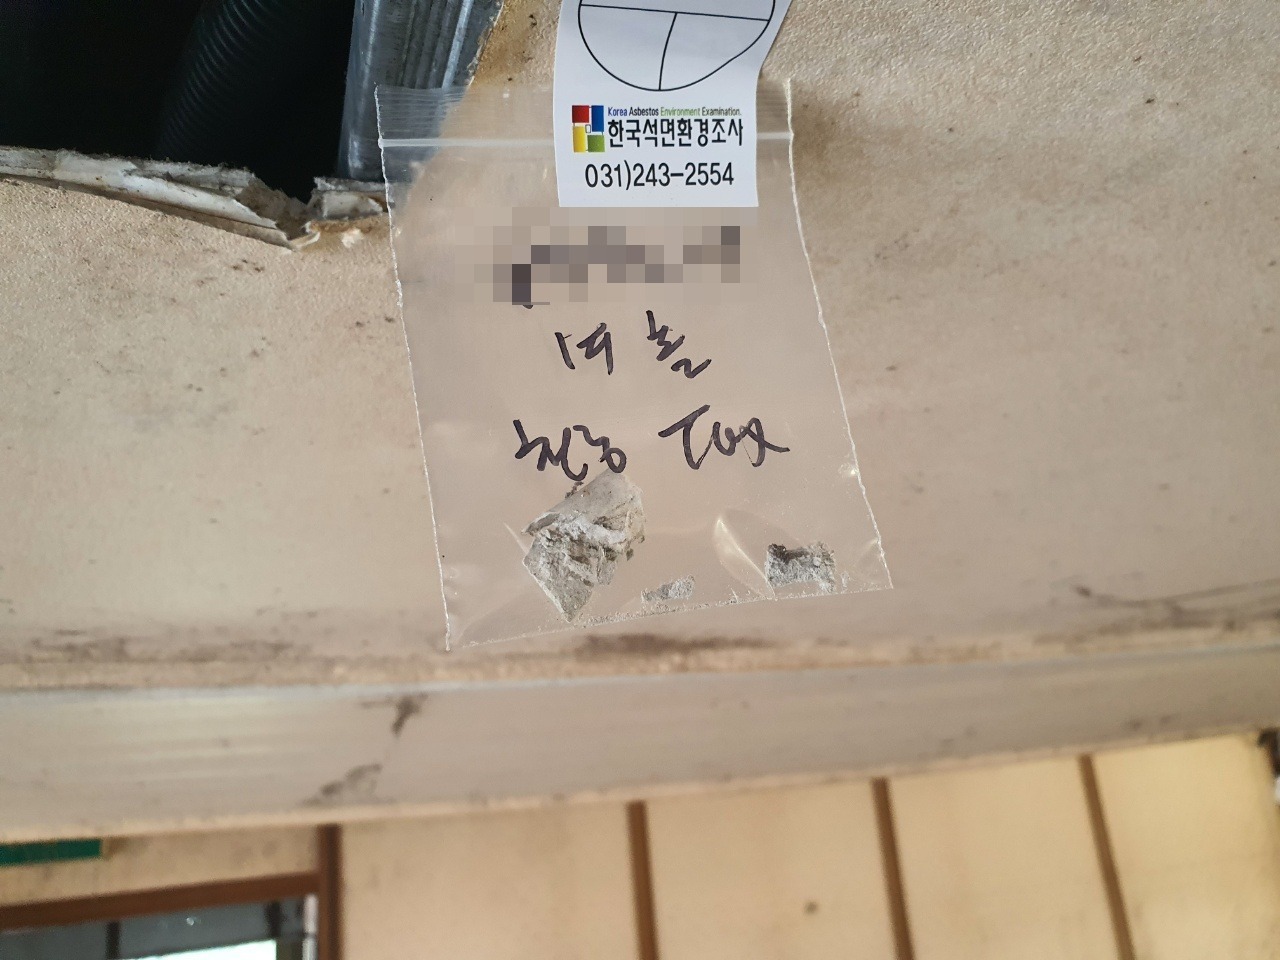 Korea Asbestos Environment Examination.
한국석면환경조사
031)243-2554
1층 홀
천장 Tex